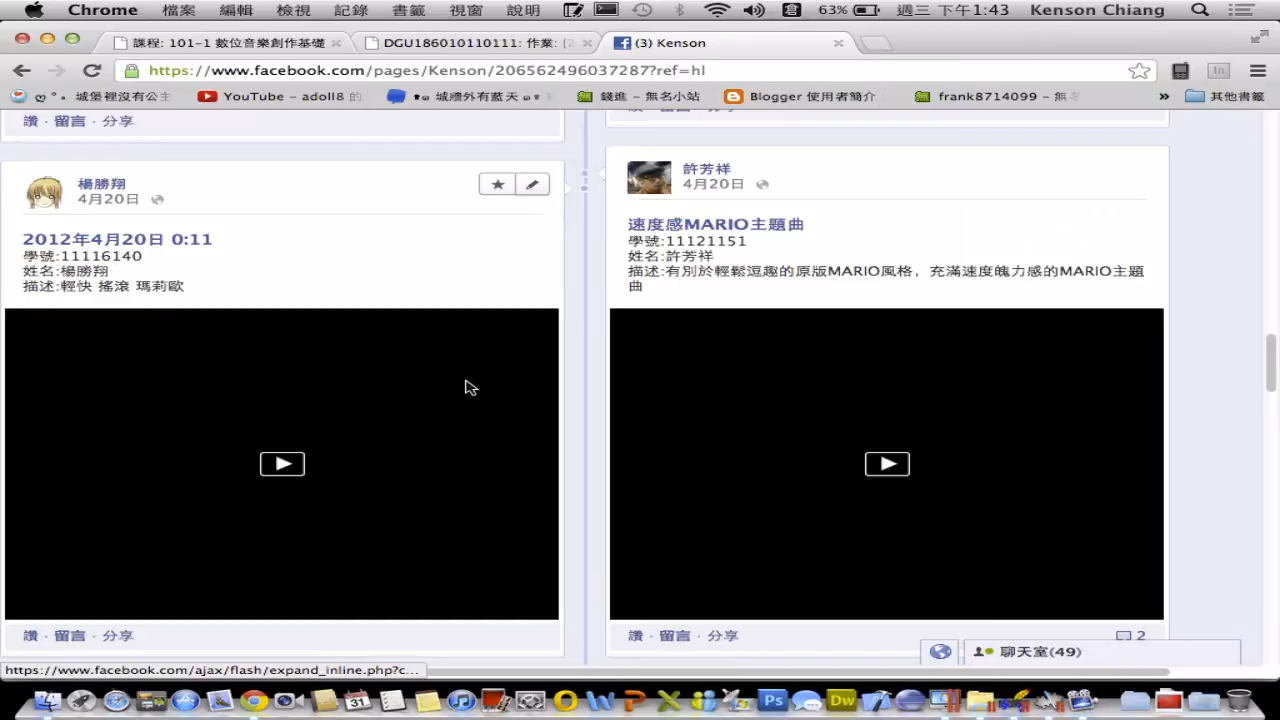 Chrome 檔案 編輯 檢視 記錄 書籤 視窗 說明 63% 週三 下午1:43 Kenson Chiang
課程: 101-1 數位音樂創作基礎
DGU186010110111: 作業:
(3) Kenson
https://www.facebook.com/pages/Kenson/206562496037287?ref=hl
城堡裡沒有公主
YouTube - adoll8 的
城牆外有藍天
錢進 - 無名小站
Blogger 使用者簡介
frank8714099 - 無
»
其他書籤
讚 · 留言 · 分享
楊勝翔
4月20日
2012年4月20日 0:11
學號:11116140
姓名:楊勝翔
描述:輕快 搖滾 瑪莉歐
讚 · 留言 · 分享
許芳祥
4月20日
速度感MARIO主題曲
學號:11121151
姓名:許芳祥
描述:有別於輕鬆逗趣的原版MARIO風格，充滿速度魄力感的MARIO主題
曲
讚 · 留言 · 分享
2
聊天室(49)
https://www.facebook.com/ajax/flash/expand_inline.php?c...
31
Ps
Dw